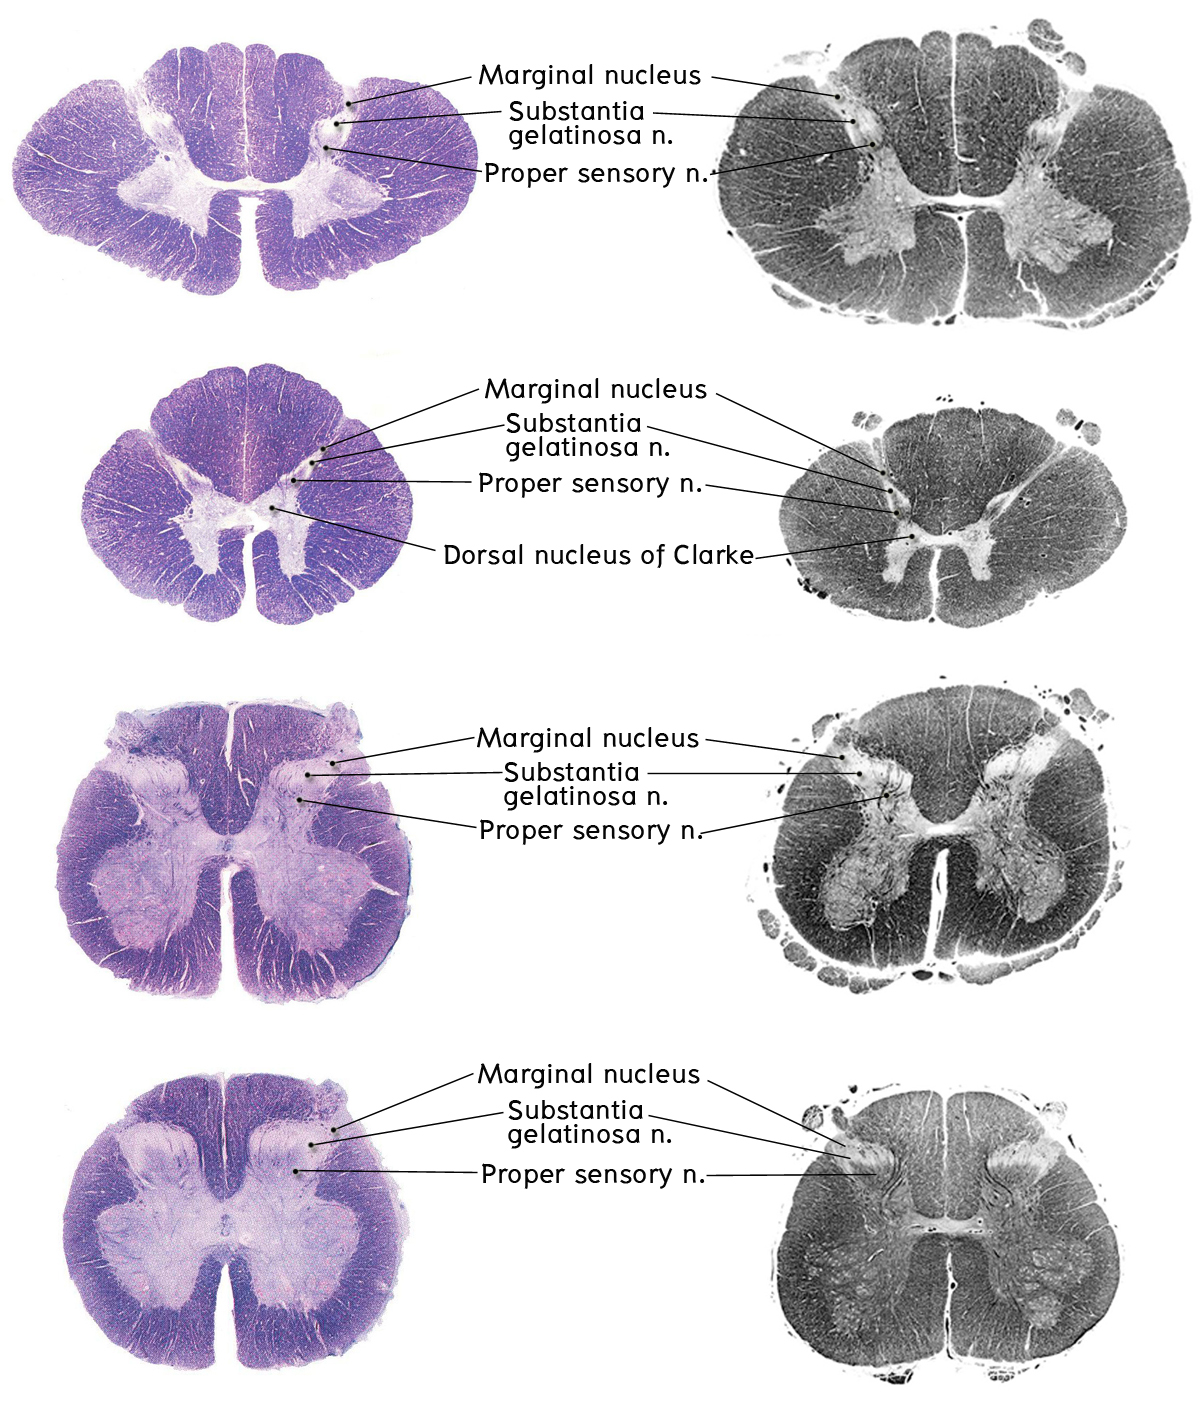 Marginal nucleus
Substantia
gelatinosa n.
Proper sensory n.
Marginal nucleus
Substantia
gelatinosa n.
Proper sensory n.
Dorsal nucleus of Clarke
Marginal nucleus
Substantia
gelatinosa n.
Proper sensory n.
Marginal nucleus
Substantia
gelatinosa n.
Proper sensory n.